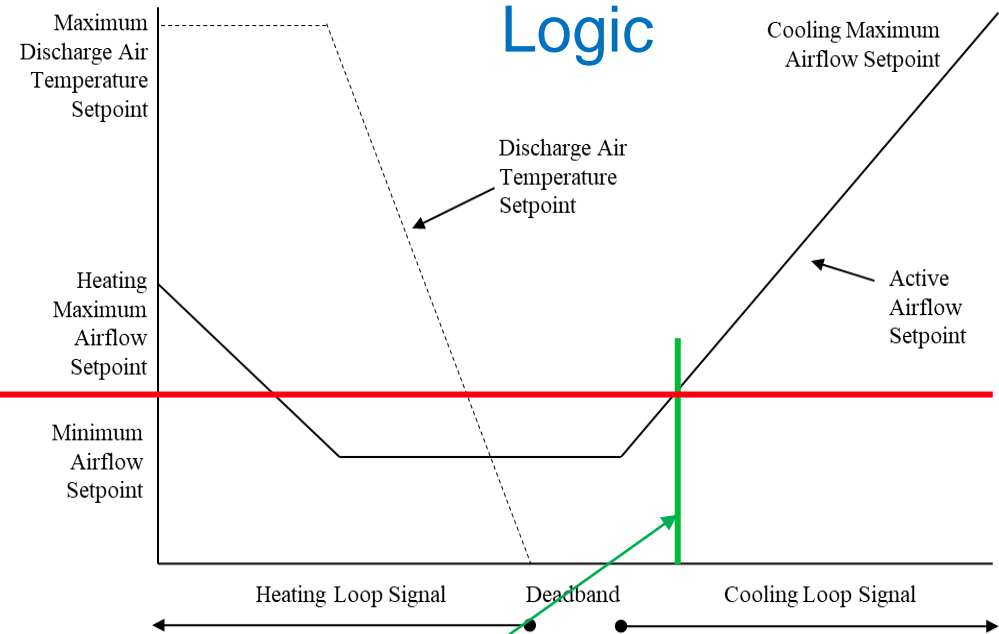 Logic
Maximum
Discharge Air
Temperature
Setpoint
Cooling Maximum
Airflow Setpoint
Discharge Air
Temperature
Setpoint
Heating
Maximum
Airflow
Setpoint
Active
Airflow
Setpoint
Minimum
Airflow
Setpoint
Heating Loop Signal
Deadband
Cooling Loop Signal